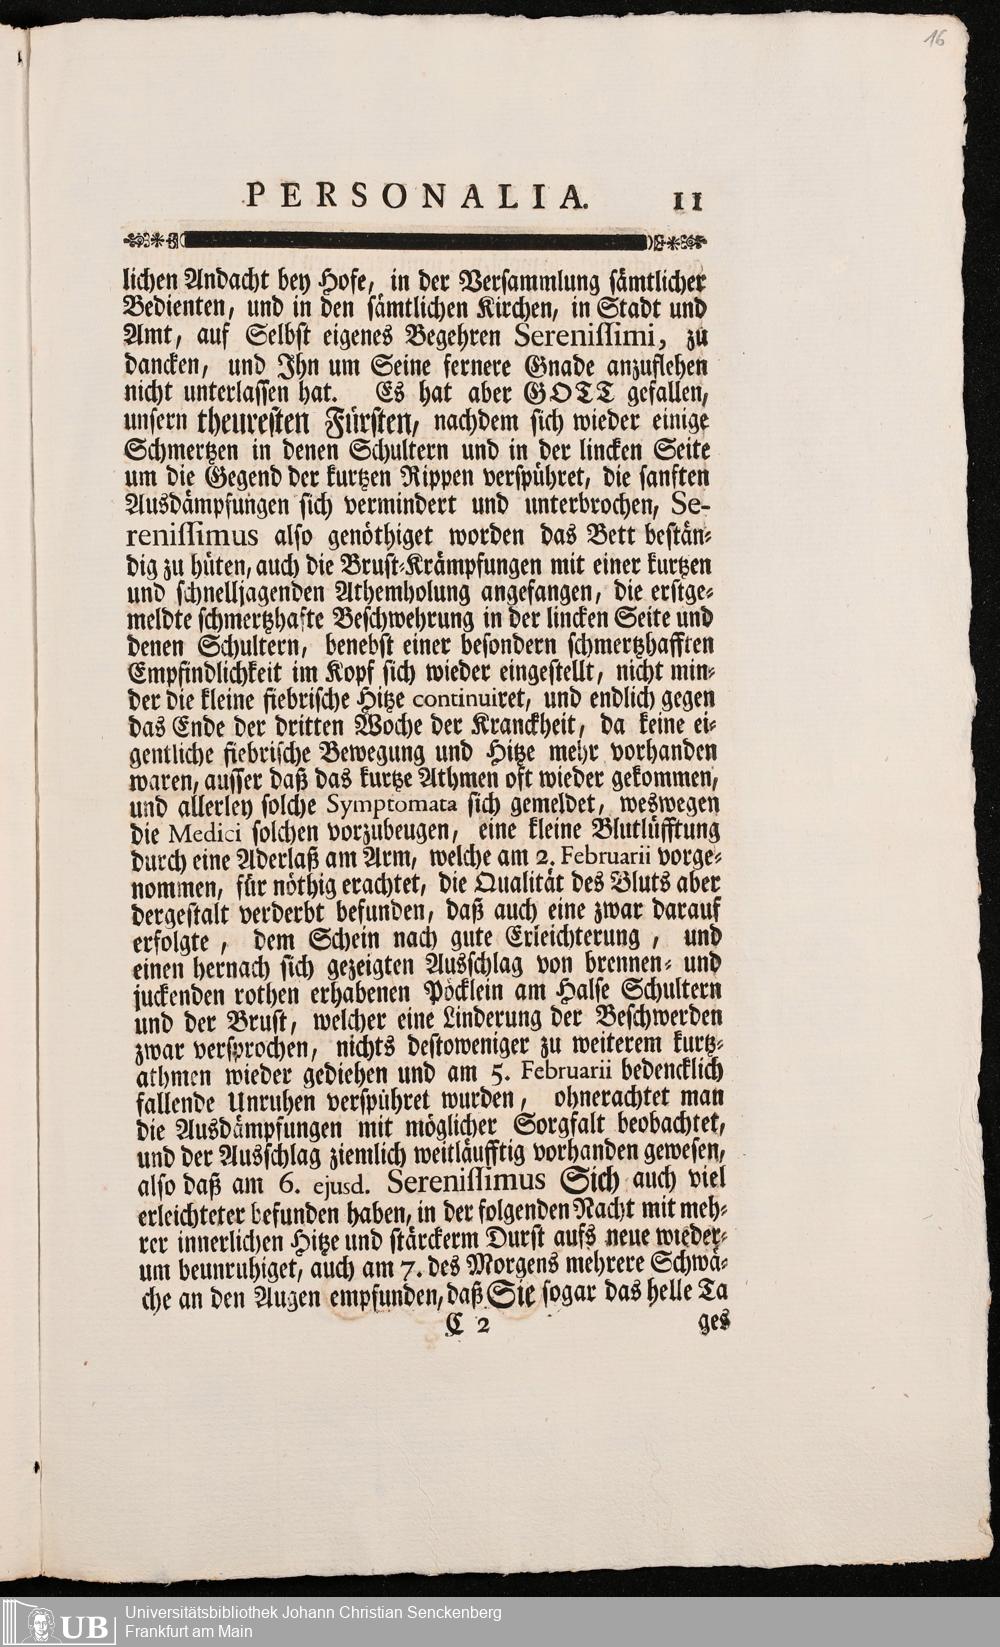 16
PERSONALIA. 11
lichen Andacht bey Hofe, in der Versammlung sämtlicher
Bedienten, und in den sämtlichen Kirchen, in Stadt und
Amt, auf Selbst eigenes Begehren Serenissimi, zu
dancken, und Ihn um Seine fernere Gnade anzuflehen
nicht unterlassen hat. Es hat aber GOTT gefallen,
unsern theuresten Fürsten, nachdem sich wieder einige
Schmertzen in denen Schultern und in der lincken Seite
um die Gegend der kurtzen Rippen verspühret, die sanften
Ausdämpfungen sich vermindert und unterbrochen, Se-
renissimus also genöthiget worden das Bett bestän-
dig zu hüten, auch die Brust-Krämpfungen mit einer kurtzen
und schnelljagenden Athemholung angefangen, die erstge-
meldte schmertzhafte Beschwehrung in der lincken Seite und
denen Schultern, benebst einer besondern schmertzhafften
Empfindlichkeit im Kopf sich wieder eingestellt, nicht min-
der die kleine fiebrische Hitze continuiret, und endlich gegen
das Ende der dritten Woche der Kranckheit, da keine ei-
gentliche fiebrische Bewegung und Hitze mehr vorhanden
waren, ausser daß das kurtze Athmen oft wieder gekommen,
und allerley solche Symptomata sich gemeldet, weswegen
die Medici solchen vorzubeugen, eine kleine Blutlüfftung
durch eine Aderlaß am Arm, welche am 2. Februarii vorge-
nommen, für nöthig erachtet, die Qualität des Bluts aber
dergestalt verderbt befunden, daß auch eine zwar darauf
erfolgte, dem Schein nach gute Erleichterung, und
einen hernach sich gezeigten Ausschlag von brennen- und
juckenden rothen erhabenen Pöcklein am Halse Schultern
und der Brust, welcher eine Linderung der Beschwerden
zwar versprochen, nichts destoweniger zu weiterem kurtz-
athmen wieder gediehen und am 5. Februarii bedencklich
fallende Unruhen verspühret wurden, ohnerachtet man
die Ausdämpfungen mit möglicher Sorgfalt beobachtet,
und der Ausschlag ziemlich weitläufftig vorhanden gewesen,
also daß am 6. ejusd. Serenissimus Sich auch viel
erleichteter befunden haben, in der folgenden Nacht mit meh-
rer innerlichen Hitze und stärckerm Durst aufs neue wieder-
um beunruhiget, auch am 7. des Morgens mehrere Schwä-
che an den Augen empfunden, daß Sie sogar das helle Ta
C 2 ges
UB
Universitätsbibliothek Johann Christian Senckenberg
Frankfurt am Main